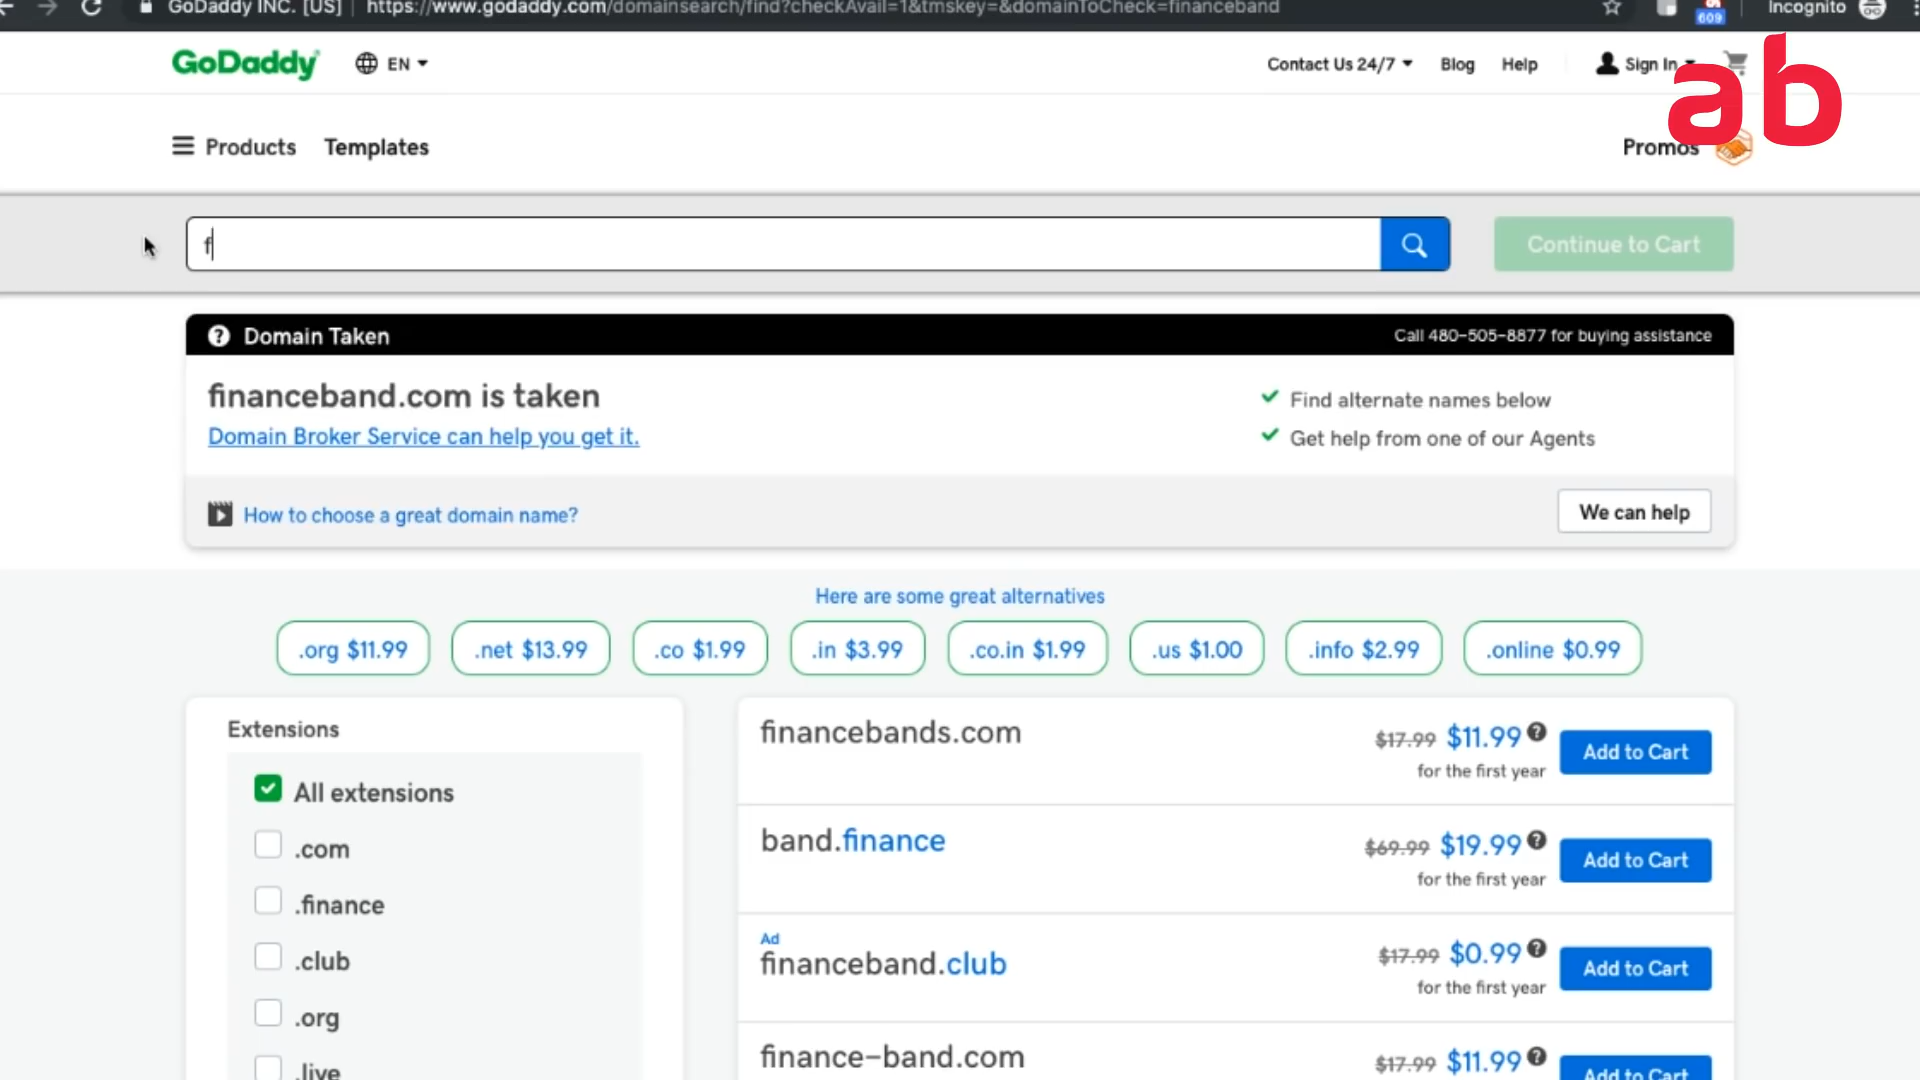 GoDaddy INC. [US] https://www.godaddy.com/domainsearch/find?checkAvail=1&tmskey=&domainToCheck=financeband 609 Incognito
GoDaddy EN Contact Us 24/7 Blog Help Sign In
ab
Products Templates Promos
f Continue to Cart
Domain Taken Call 480-505-8877 for buying assistance
financeband.com is taken
Find alternate names below
Domain Broker Service can help you get it.
Get help from one of our Agents
How to choose a great domain name? We can help
Here are some great alternatives
.org $11.99 .net $13.99 .co $1.99 .in $3.99 .co.in $1.99 .us $1.00 .info $2.99 .online $0.99
Extensions
All extensions
.com
.finance
.club
.org
.live
financebands.com $17.99 $11.99 Add to Cart
for the first year
band.finance $69.99 $19.99 Add to Cart
for the first year
Ad
financeband.club $17.99 $0.99 Add to Cart
for the first year
finance-band.com $17.99 $11.99 Add to Cart